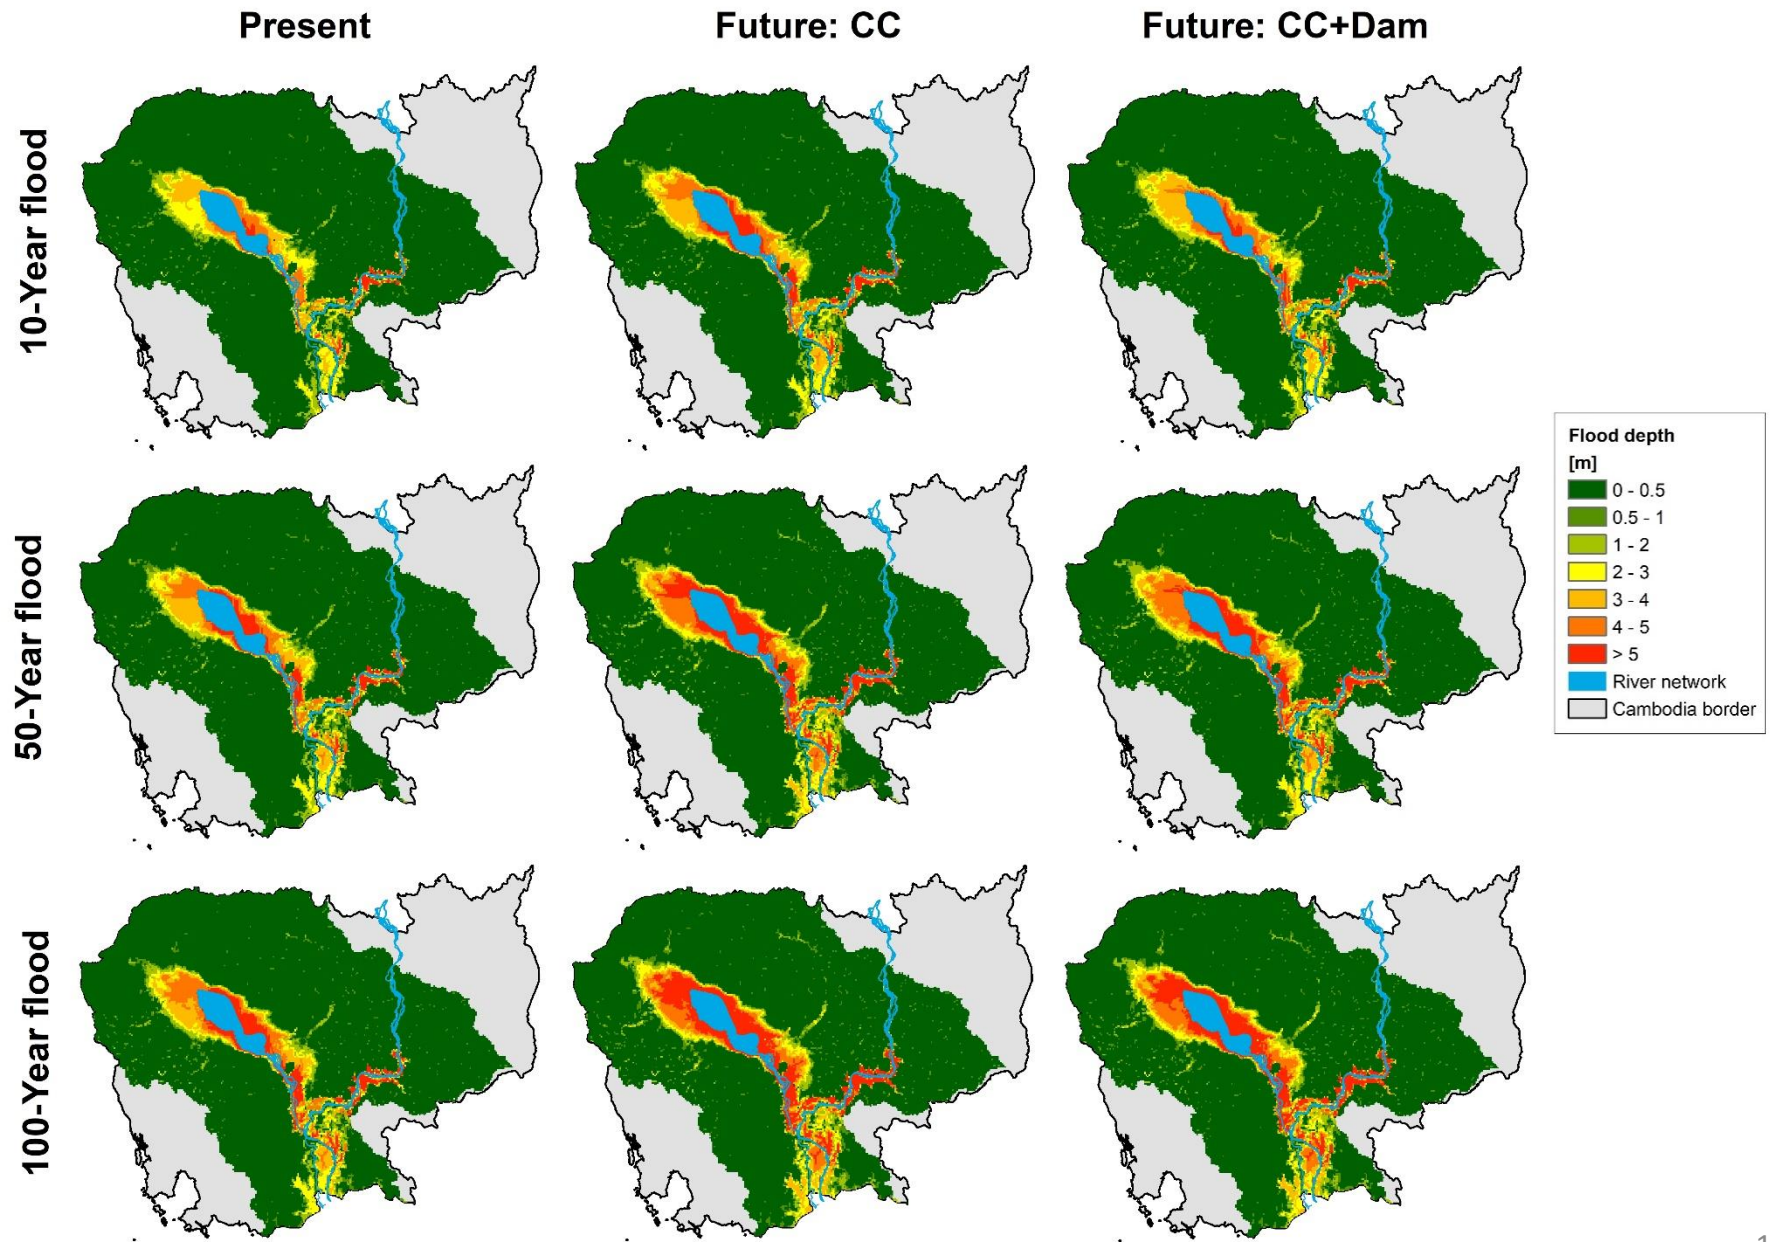 Present
Future: CC
Future: CC+Dam
10-Year flood
50-Year flood
100-Year flood
Flood depth
[m]
0 - 0.5
0.5 - 1
1 - 2
2 - 3
3 - 4
4 - 5
> 5
River network
Cambodia border